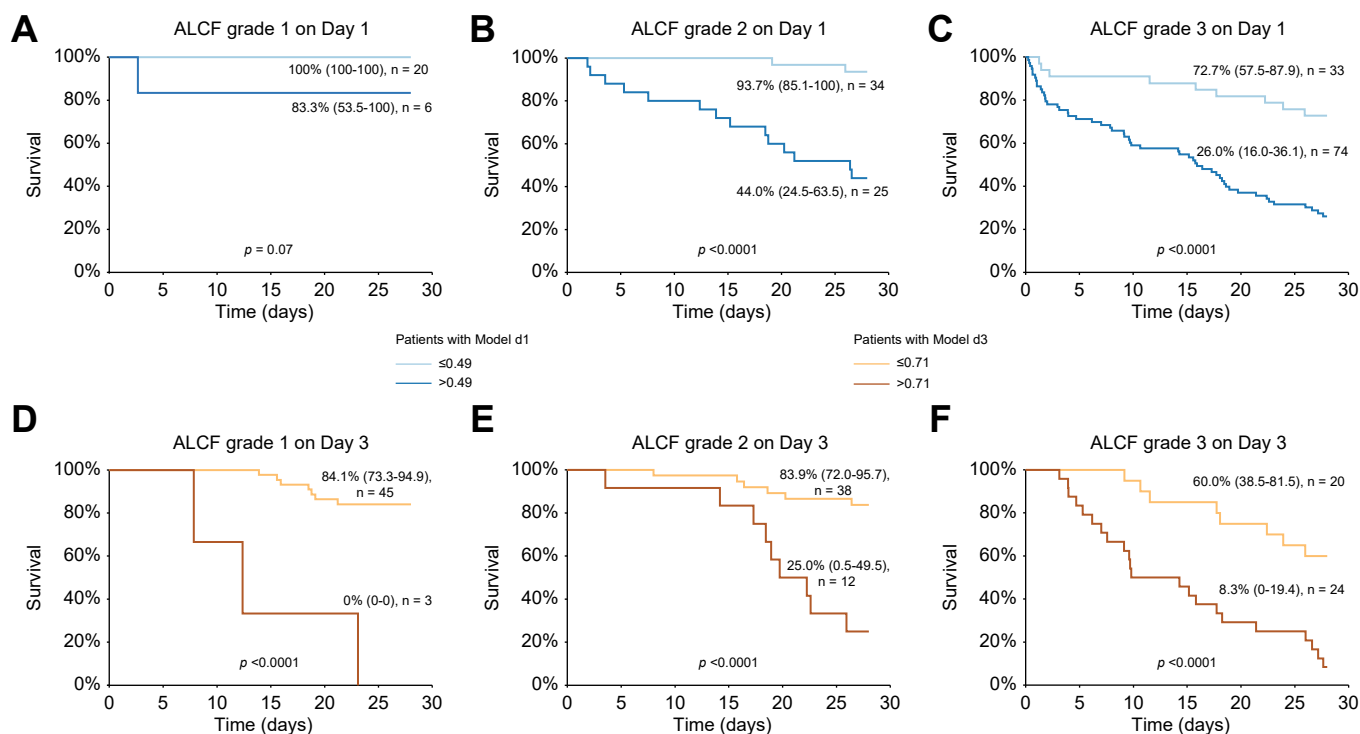 A
ALCF grade 1 on Day 1
100%
80%
60%
40%
20%
0%
Survival
100% (100-100), n = 20
83.3% (53.5-100), n = 6
p = 0.07
0 5 10 15 20 25 30
Time (days)
B
ALCF grade 2 on Day 1
100%
80%
60%
40%
20%
0%
Survival
93.7% (85.1-100), n = 34
44.0% (24.5-63.5), n = 25
p <0.0001
0 5 10 15 20 25 30
Time (days)
C
ALCF grade 3 on Day 1
100%
80%
60%
40%
20%
0%
Survival
72.7% (57.5-87.9), n = 33
26.0% (16.0-36.1), n = 74
p <0.0001
0 5 10 15 20 25 30
Time (days)
Patients with Model d1
≤0.49
>0.49
Patients with Model d3
≤0.71
>0.71
D
ALCF grade 1 on Day 3
100%
80%
60%
40%
20%
0%
Survival
84.1% (73.3-94.9),
n = 45
0% (0-0), n = 3
p <0.0001
0 5 10 15 20 25 30
Time (days)
E
ALCF grade 2 on Day 3
100%
80%
60%
40%
20%
0%
Survival
83.9% (72.0-95.7),
n = 38
25.0% (0.5-49.5),
n = 12
p <0.0001
0 5 10 15 20 25 30
Time (days)
F
ALCF grade 3 on Day 3
100%
80%
60%
40%
20%
0%
Survival
60.0% (38.5-81.5), n = 20
8.3% (0-19.4), n = 24
p <0.0001
0 5 10 15 20 25 30
Time (days)